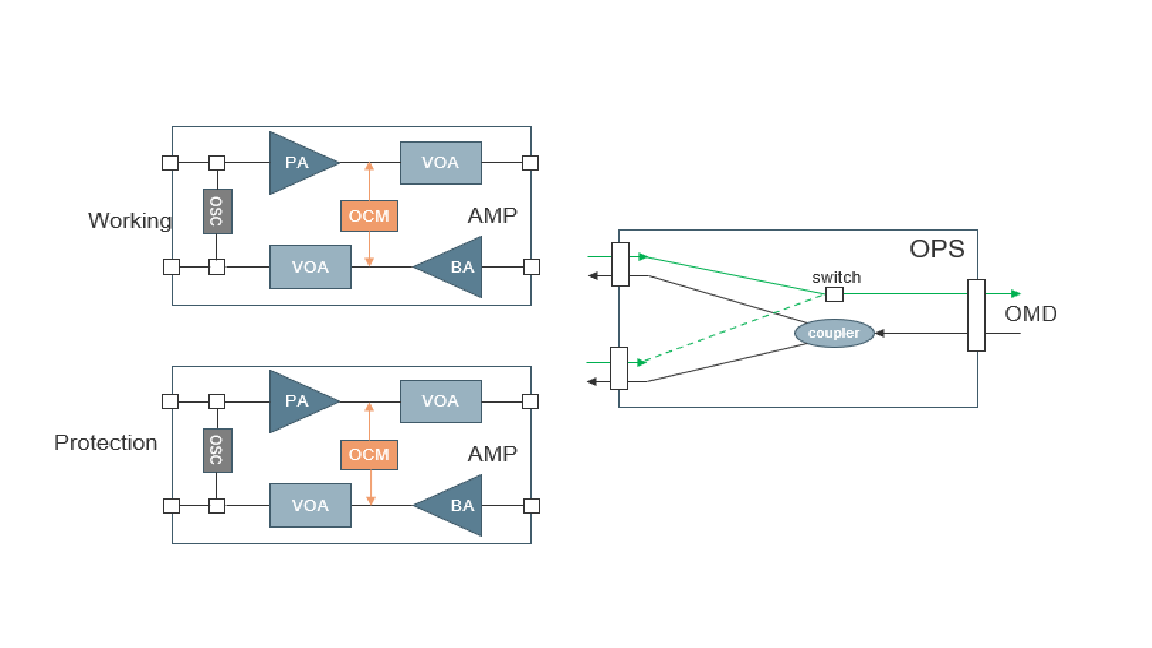 PA
VOA
OSC
OCM
AMP
Working
VOA
BA
PA
VOA
OSC
OCM
AMP
Protection
VOA
BA
OPS
switch
OMD
coupler